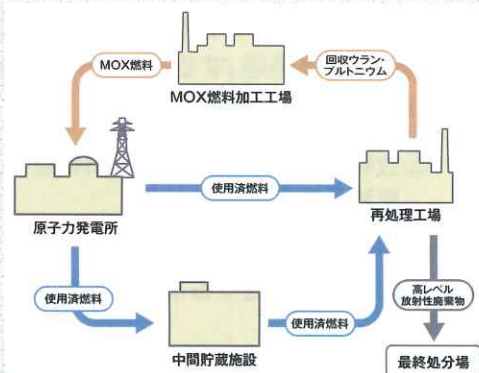 MOX燃料
回収ウラン・
プルトニウム
MOX燃料加工工場
使用済燃料
原子力発電所
再処理工場
使用済燃料
使用済燃料
高レベル
放射性廃棄物
中間貯蔵施設
最終処分場